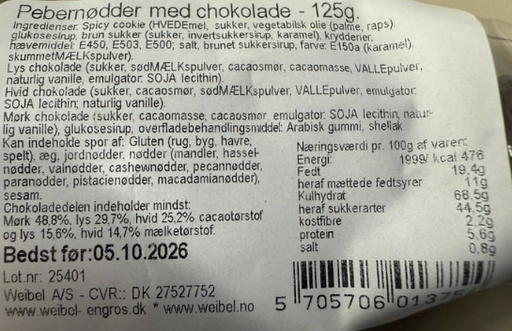 Pebernødder med chokolade - 125g.
Ingredienser: Spicy cookie (HVEDEmel, sukker, vegetabilsk olie (palme, raps),
glukosesirup, brun sukker (sukker, invertsukkersirup, karamel), krydderier,
hævemiddel: E450, E503, E500; salt, brunet sukkersirup, farve: E150a (karamel),
skummetMÆLKspulver).
Lys chokolade (sukker, cacaosmør, cacaomasse, VALLEpulver,
naturlig vanille, emulgator: SOJA lecithin).
Hvid chokolade (sukker, cacaosmør, sødMÆLKspulver, VALLEpulver, emulgator:
SOJA lecithin; naturlig vanille).
Mørk chokolade (sukker, cacaomasse, cacaosmør, emulgator: SOJA lecithin, natur-
lig vanille), glukosesirup, overfladebehandlingsmiddel: Arabisk gummi, shellak
Kan indeholde spor af: Gluten (rug, byg, havre,
spelt), æg, jordnødder, nødder (mandler, hassel-
nødder, valnødder, cashewnødder, pecannødder,
paranødder, pistacienødder, macadamianødder),
sesam.
Chokoladedelen indeholder mindst:
Mørk 48,8%, lys 29,7%, hvid 25,2% cacaotørstof
og lys 15,6%, hvid 14,7% mælketørstof.
Bedst før:05.10.2026
Lot.nr: 25401
Weibel A/S - CVR:: DK 27527752
www.weibel-engros.dk * www.weibel.no
Næringsværdi pr. 100g af varen:
Energi: 1999/ kcal 476
Fedt 19.4g
heraf mættede fedtsyrer 11g
Kulhydrat 68.5g
heraf sukkerarter 44.5g
kostfibre 2.2g
protein 5.6g
salt 0.8g
5 705706 01375